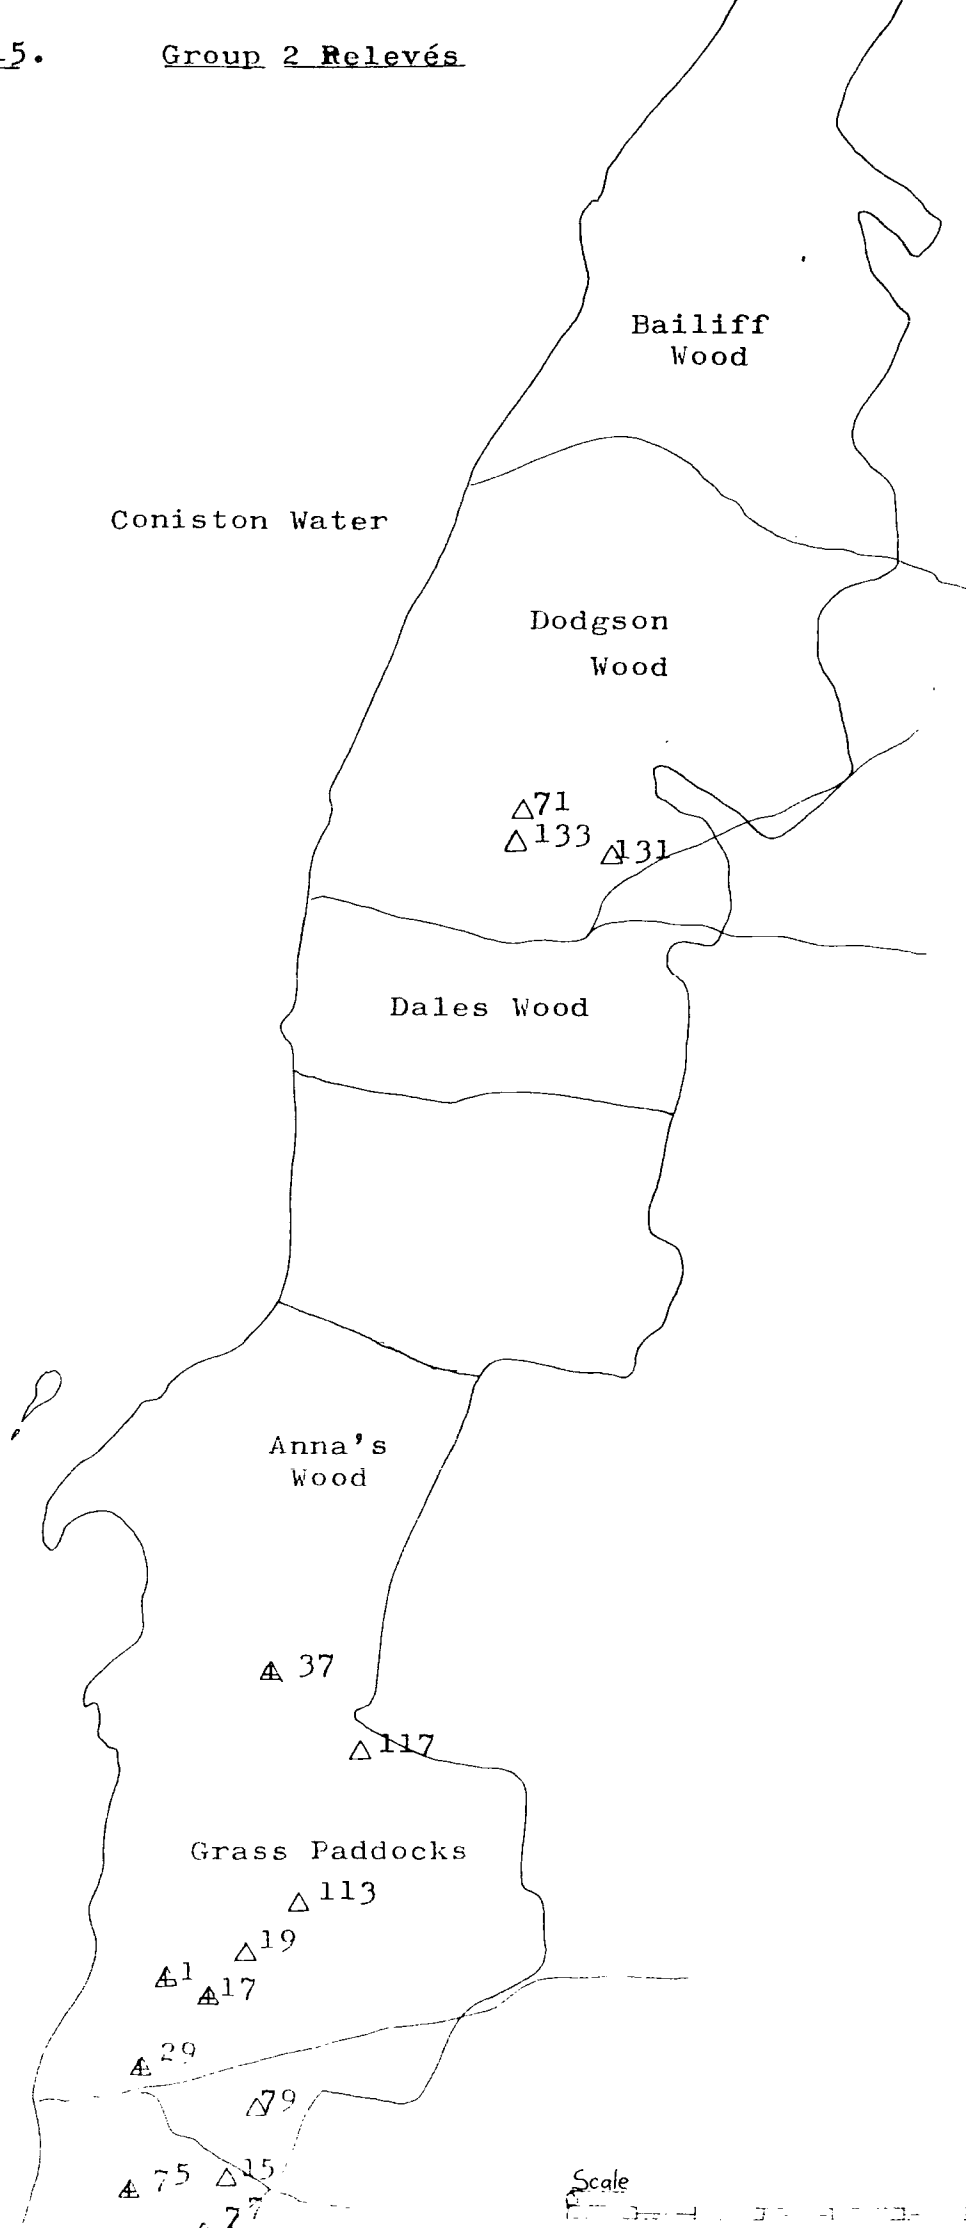 5. Group 2 Relevés
Bailiff
Wood
Coniston Water
Dodgson
Wood
71
133
131
Dales Wood
Anna's
Wood
37
117
Grass Paddocks
113
19
1
17
29
79
15
75
77
Scale